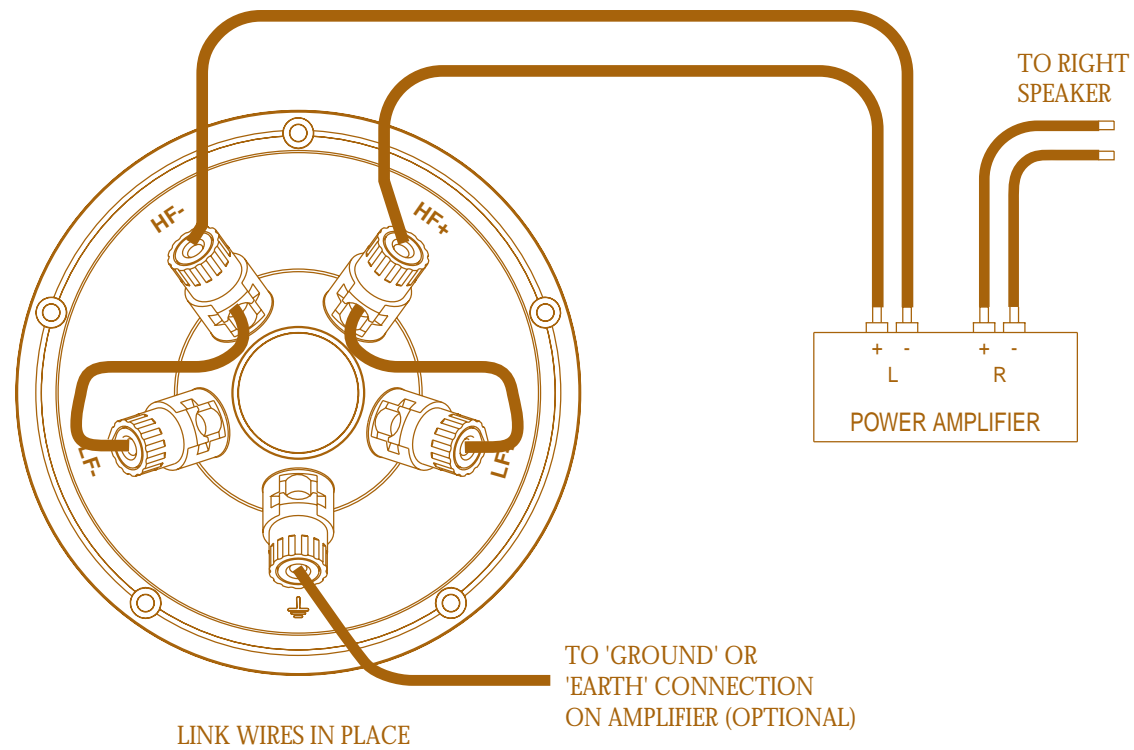 TO RIGHT
SPEAKER
HF-
HF+
+ - + -
L R
POWER AMPLIFIER
LF-
LF+
TO 'GROUND' OR
'EARTH' CONNECTION
ON AMPLIFIER (OPTIONAL)
LINK WIRES IN PLACE